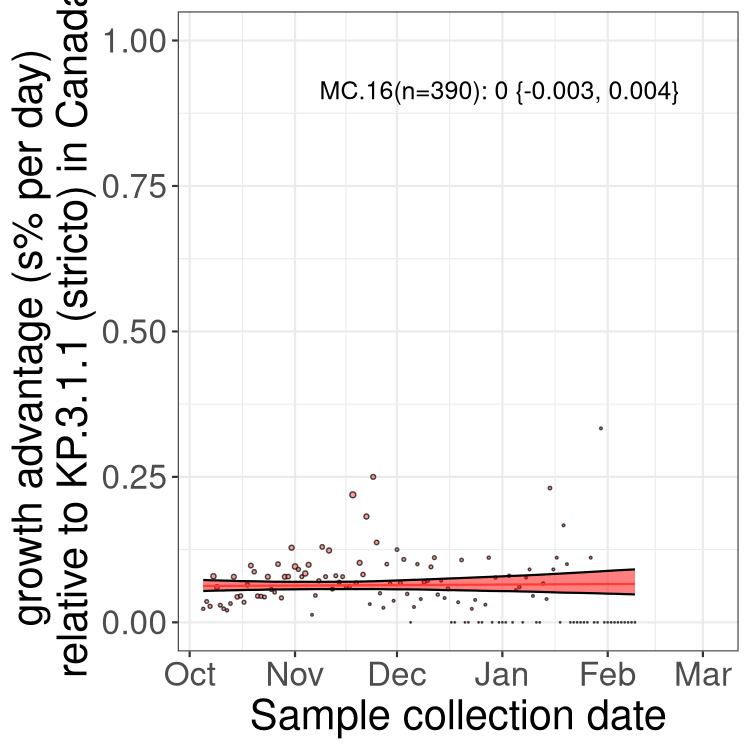 growth advantage (s% per day)
relative to KP.3.1.1 (stricto) in Canada
1.00
0.75
0.50
0.25
0.00
MC.16(n=390): 0 {-0.003, 0.004}
Oct Nov Dec Jan Feb Mar
Sample collection date